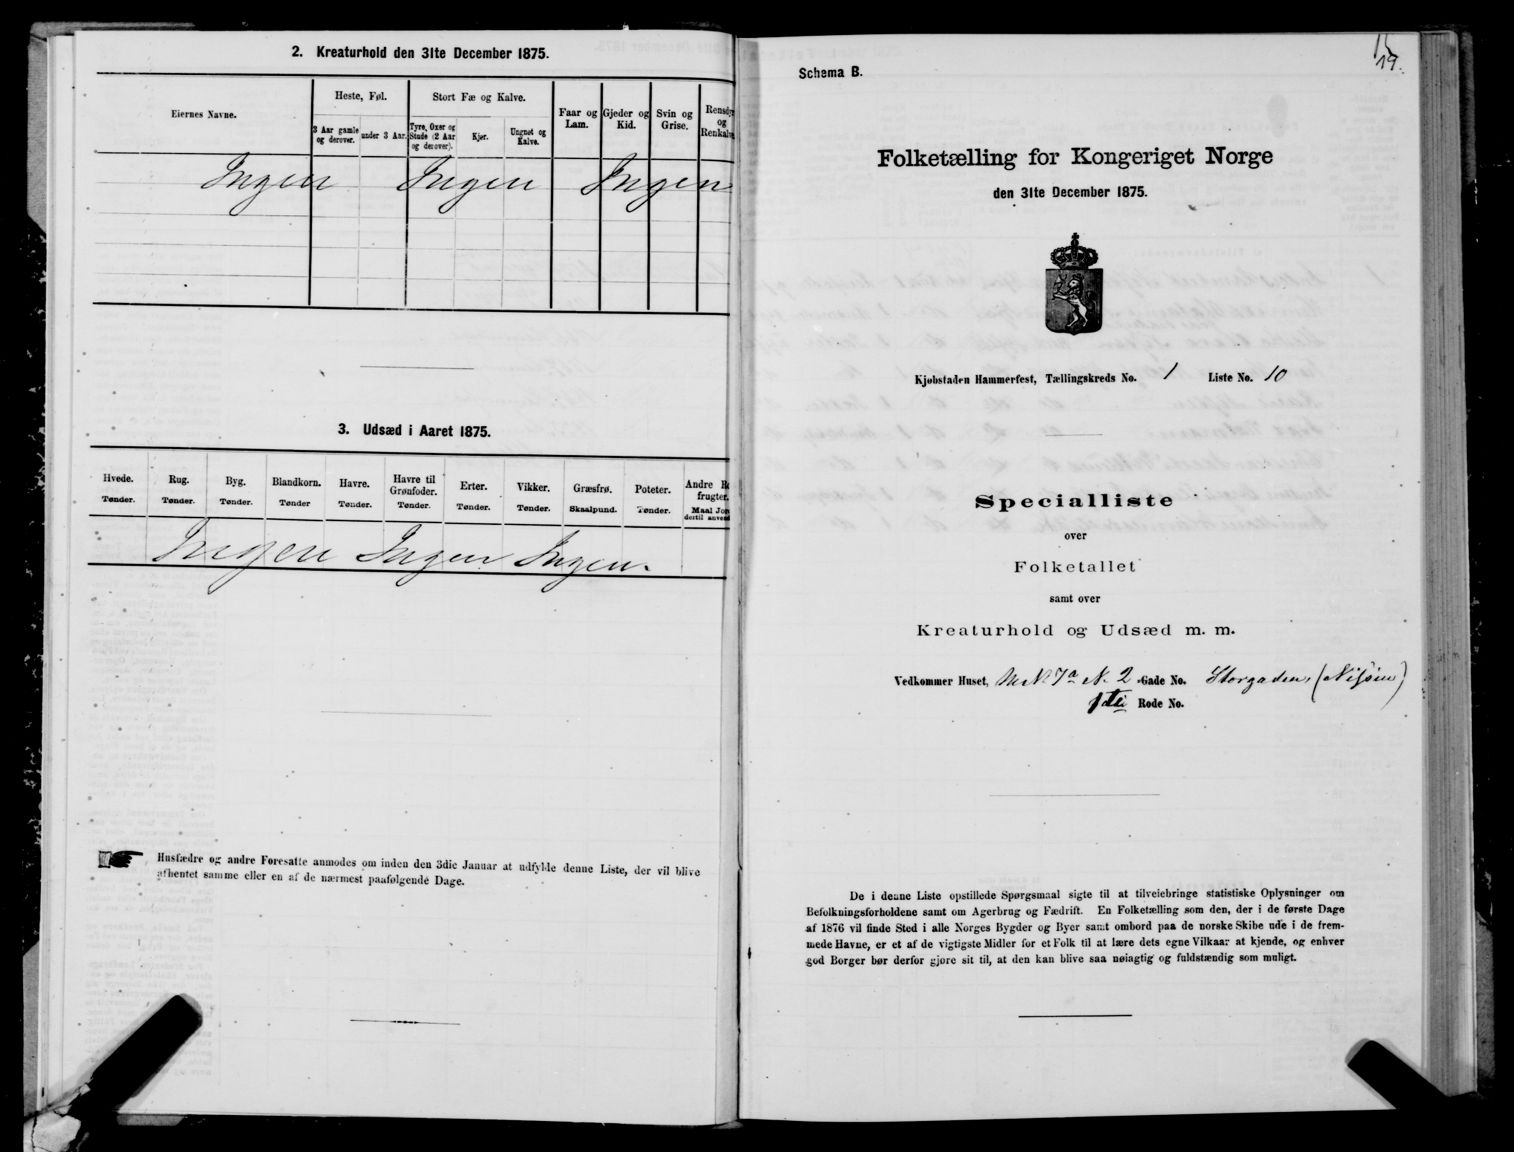 2. Kreaturhold den 31te December 1875.
Eiernes Navne.
Heste, Føl.
3 Aar gamle og derover.
under 3 Aar.
Stort Fæ og Kalve.
Tyre, Oxer og Stude (2 Aar og derover).
Kjør.
Ungnøt og Kalve.
Faar og Lam.
Gjeder og Kid.
Svin og Grise.
og
Ingen Ingen Ingen
3. Udsæd i Aaret 1875.
Hvede. Tønder.
Rug. Tønder.
Byg. Tønder.
Blandkorn. Tønder
Havre. Tønder.
Havre til Grønfoder. Tønder.
Erter. Tønder.
Vikker. Tønder.
Græsfrø. Skaalpund.
Poteter. Tønder.
Andre
frugter.
Maal
dertil
Ingen Ingen Ingen.
Husfædre og andre Foresatte anmodes om inden den 3die Januar at udfylde denne Liste, der vil blive
afhentet samme eller en af de nærmest paafølgende Dage.
19.
Schema B.
Folketælling for Kongeriget Norge
den 31te December 1875.
Kjøbstaden Hammerfest, Tællingskreds No. 1 Liste No. 10
Specialliste
over
Folketallet
samt over
Kreaturhold og Udsæd m. m.
Vedkommer Huset, 7a N. 2 Gade No. Storgaden,
1ste Rode No.
De i denne Liste opstillede Spørgsmaal sigte til at tilveiebringe statistiske Oplysninger om
Befolkningsforholdene samt om Agerbrug og Fædrift. En Folketælling som den, der i de første Dage
af 1876 vil finde Sted i alle Norges Bygder og Byer samt ombord paa de norske Skibe ude i de frem-
mede Havne, er et af de vigtigste Midler for et Folk til at lære dets egne Vilkaar at kjende, og enhver
god Borger bør derfor gjøre sit til, at den kan blive saa nøiagtig og fuldstændig som muligt.